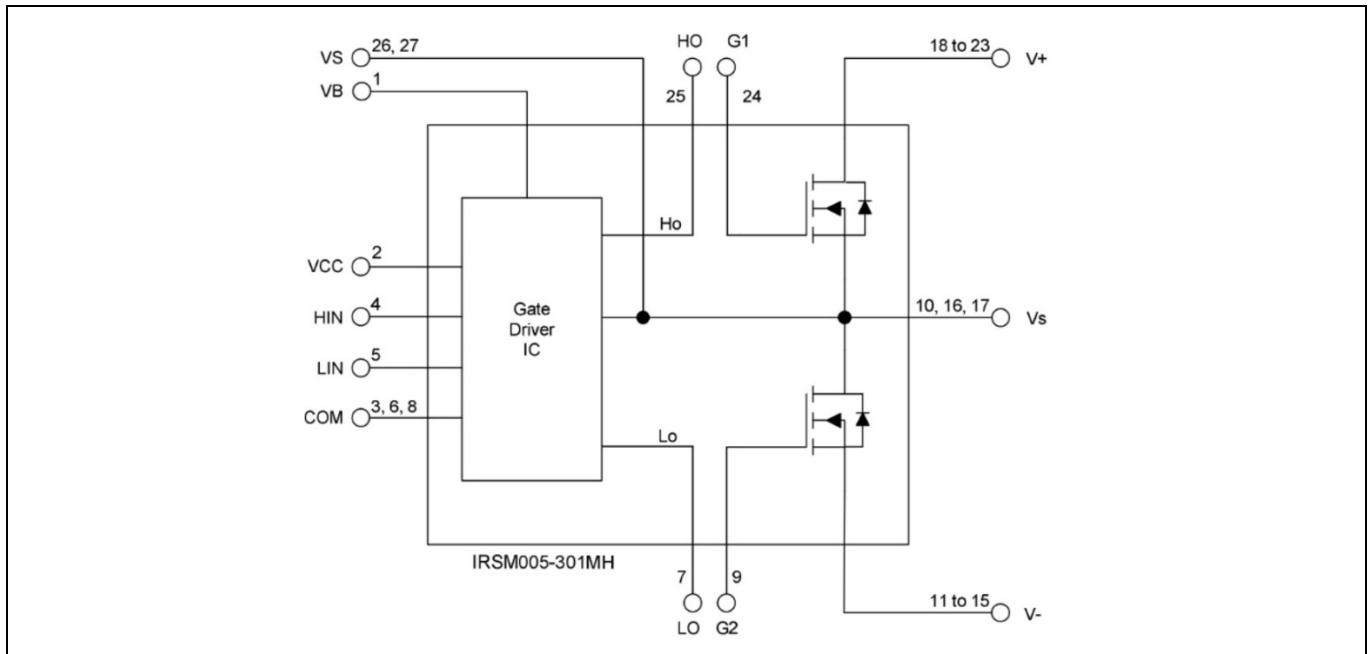 VS 26, 27
VB 1
HO G1
25 24
18 to 23 V+
Ho
VCC 2
HIN 4
LIN 5
COM 3, 6, 8
Gate
Driver
IC
10, 16, 17 Vs
Lo
IRSM005-301MH
7 9
LO G2
11 to 15 V-